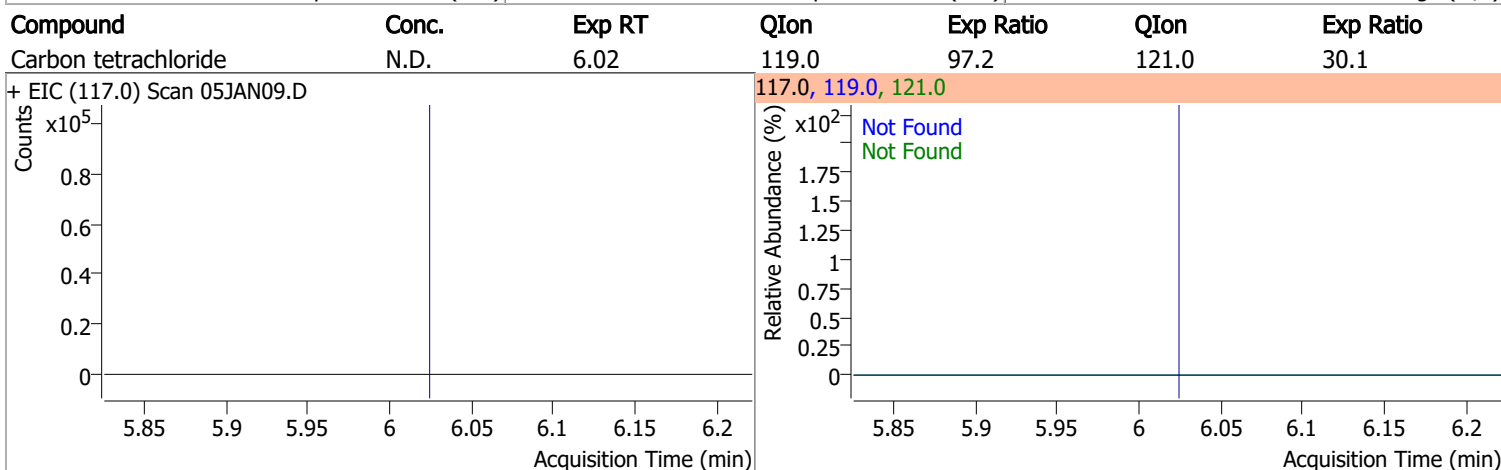 Compound Conc. Exp RT QIon Exp Ratio QIon Exp Ratio
Carbon tetrachloride N.D. 6.02 119.0 97.2 121.0 30.1
+ EIC (117.0) Scan 05JAN09.D
Counts
x10⁵
0.8
0.6
0.4
0.2
0
5.85 5.9 5.95 6 6.05 6.1 6.15 6.2
Acquisition Time (min)
117.0, 119.0, 121.0
Relative Abundance (%)
x10²
Not Found
Not Found
1.75
1.5
1.25
1
0.75
0.5
0.25
0
5.85 5.9 5.95 6 6.05 6.1 6.15 6.2
Acquisition Time (min)